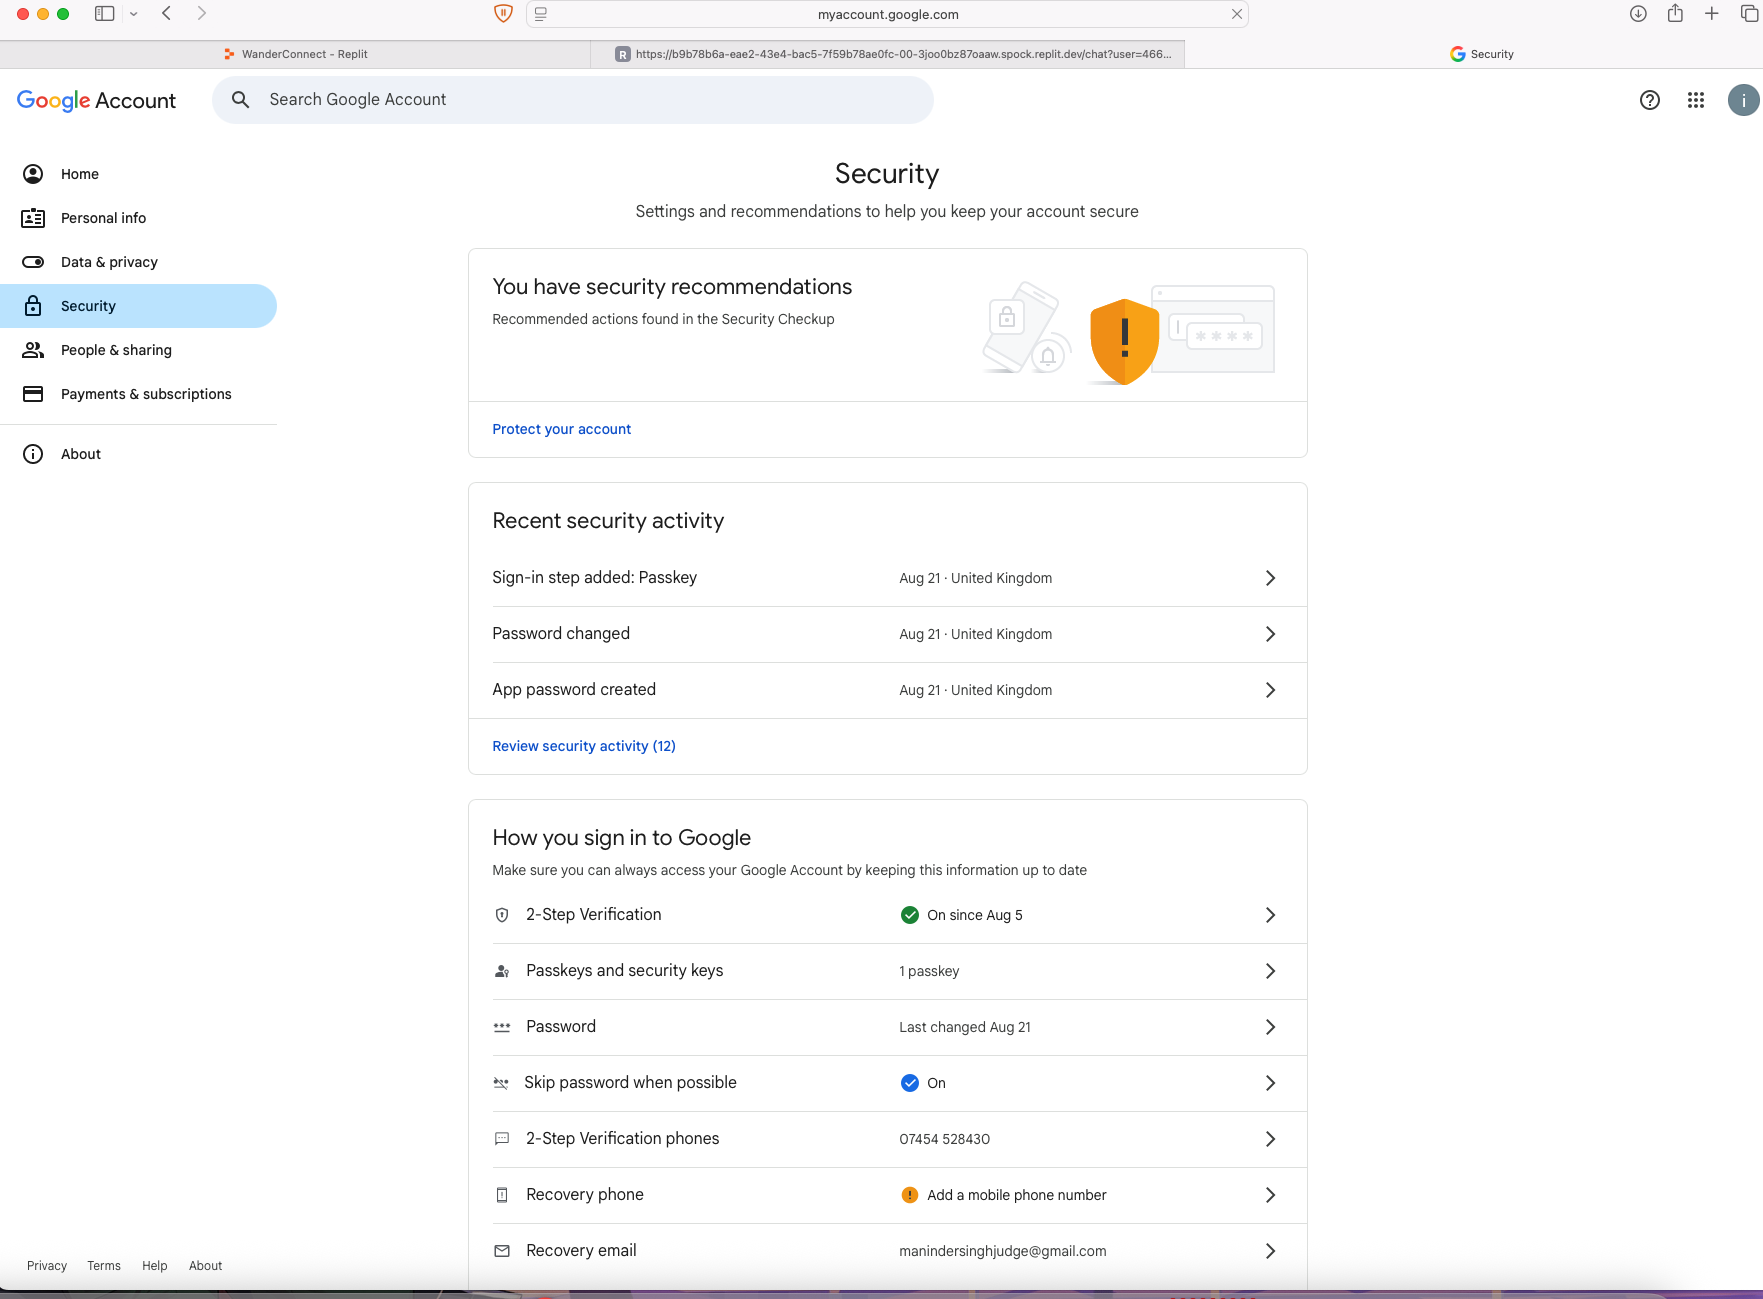 myaccount.google.com
WanderConnect - Replit
R
https://b9b78b6a-eae2-43e4-bac5-7f59b78ae0fc-00-3joo0bz87oaaw.spock.replit.dev/chat?user=466...
Security
Google Account
Search Google Account
i
Home
Personal info
Data & privacy
Security
People & sharing
Payments & subscriptions
About
Security
Settings and recommendations to help you keep your account secure
You have security recommendations
Recommended actions found in the Security Checkup
Protect your account
Recent security activity
Sign-in step added: Passkey Aug 21 · United Kingdom
Password changed Aug 21 · United Kingdom
App password created Aug 21 · United Kingdom
Review security activity (12)
How you sign in to Google
Make sure you can always access your Google Account by keeping this information up to date
2-Step Verification On since Aug 5
Passkeys and security keys 1 passkey
Password Last changed Aug 21
Skip password when possible On
2-Step Verification phones 07454 528430
Recovery phone Add a mobile phone number
Recovery email manindersinghjudge@gmail.com
Privacy Terms Help About